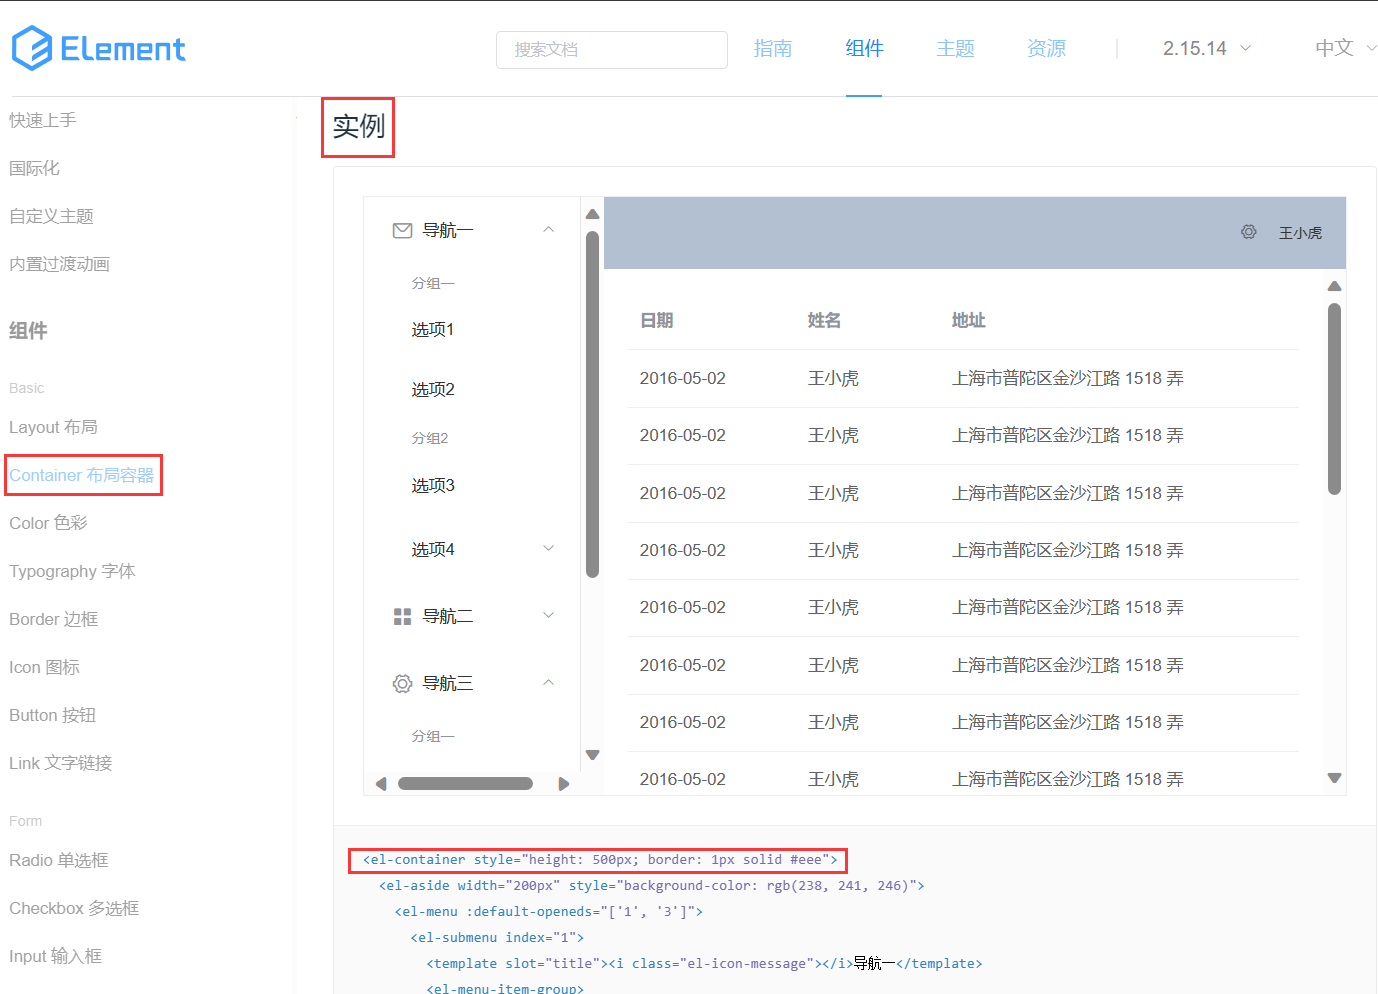 Element
搜索文档
指南
组件
主题
资源
2.15.14
中文
快速上手
国际化
自定义主题
内置过渡动画
组件
Basic
Layout 布局
Container 布局容器
Color 色彩
Typography 字体
Border 边框
Icon 图标
Button 按钮
Link 文字链接
Form
Radio 单选框
Checkbox 多选框
Input 输入框
实例
导航一
分组一
选项1
选项2
分组2
选项3
选项4
导航二
导航三
分组一
王小虎
日期 姓名 地址
2016-05-02 王小虎 上海市普陀区金沙江路 1518 弄
2016-05-02 王小虎 上海市普陀区金沙江路 1518 弄
2016-05-02 王小虎 上海市普陀区金沙江路 1518 弄
2016-05-02 王小虎 上海市普陀区金沙江路 1518 弄
2016-05-02 王小虎 上海市普陀区金沙江路 1518 弄
2016-05-02 王小虎 上海市普陀区金沙江路 1518 弄
2016-05-02 王小虎 上海市普陀区金沙江路 1518 弄
2016-05-02 王小虎 上海市普陀区金沙江路 1518 弄
<el-container style="height: 500px; border: 1px solid #eee">
<el-aside width="200px" style="background-color: rgb(238, 241, 246)">
<el-menu :default-openeds="['1', '3']">
<el-submenu index="1">
<template slot="title"><i class="el-icon-message"></i>导航一</template>
<el-menu-item-group>